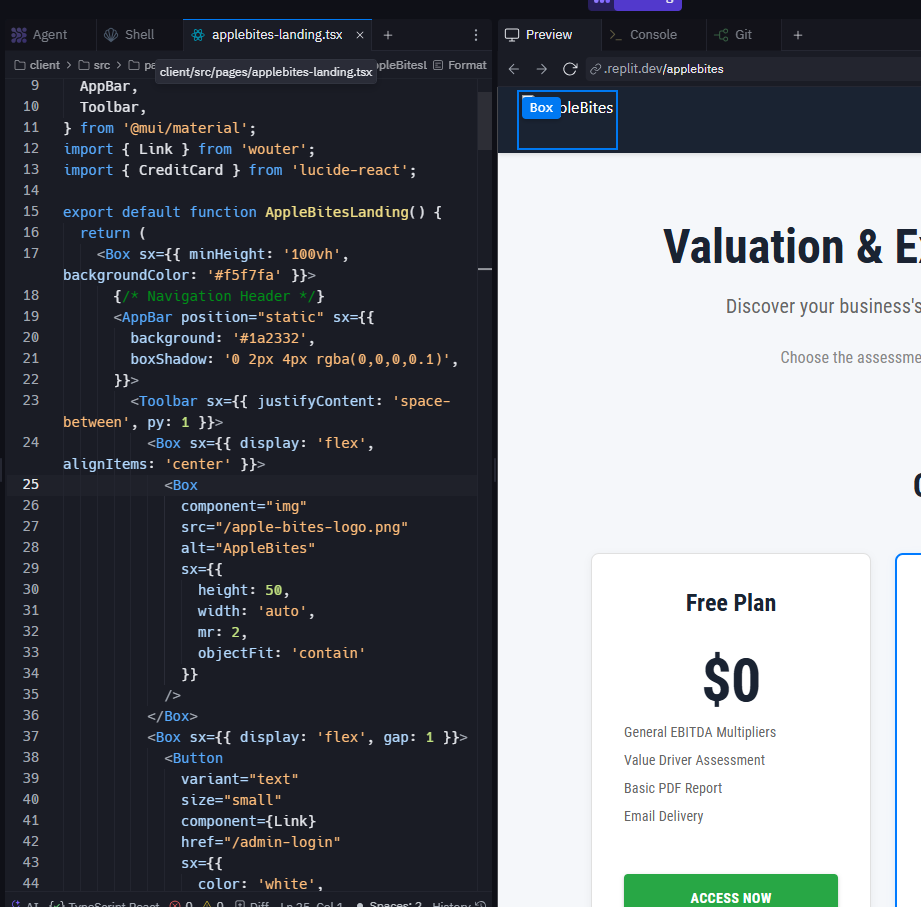 Agent
Shell
applebites-landing.tsx
Preview
Console
Git
client > src > pa
ppleBitesL
Format
client/src/pages/applebites-landing.tsx
.replit.dev/applebites
9 AppBar,
10 Toolbar,
11 } from '@mui/material';
12 import { Link } from 'wouter';
13 import { CreditCard } from 'lucide-react';
14
15 export default function AppleBitesLanding() {
16 return (
17 <Box sx={{ minHeight: '100vh',
backgroundColor: '#f5f7fa' }}>
18 {/* Navigation Header */}
19 <AppBar position="static" sx={{
20 background: '#1a2332',
21 boxShadow: '0 2px 4px rgba(0,0,0,0.1)',
22 }}>
23 <Toolbar sx={{ justifyContent: 'space-
between', py: 1 }}>
24 <Box sx={{ display: 'flex',
alignItems: 'center' }}>
25 <Box
26 component="img"
27 src="/apple-bites-logo.png"
28 alt="AppleBites"
29 sx={{
30 height: 50,
31 width: 'auto',
32 mr: 2,
33 objectFit: 'contain'
34 }}
35 />
36 </Box>
37 <Box sx={{ display: 'flex', gap: 1 }}>
38 <Button
39 variant="text"
40 size="small"
41 component={Link}
42 href="/admin-login"
43 sx={{
44 color: 'white',
AI {} TypeScript React 0 0 Diff Ln 25, Col 1 Spaces: 2 History
Box
pleBites
Valuation & Ex
Discover your business's
Choose the assessme
Free Plan
$0
General EBITDA Multipliers
Value Driver Assessment
Basic PDF Report
Email Delivery
ACCESS NOW